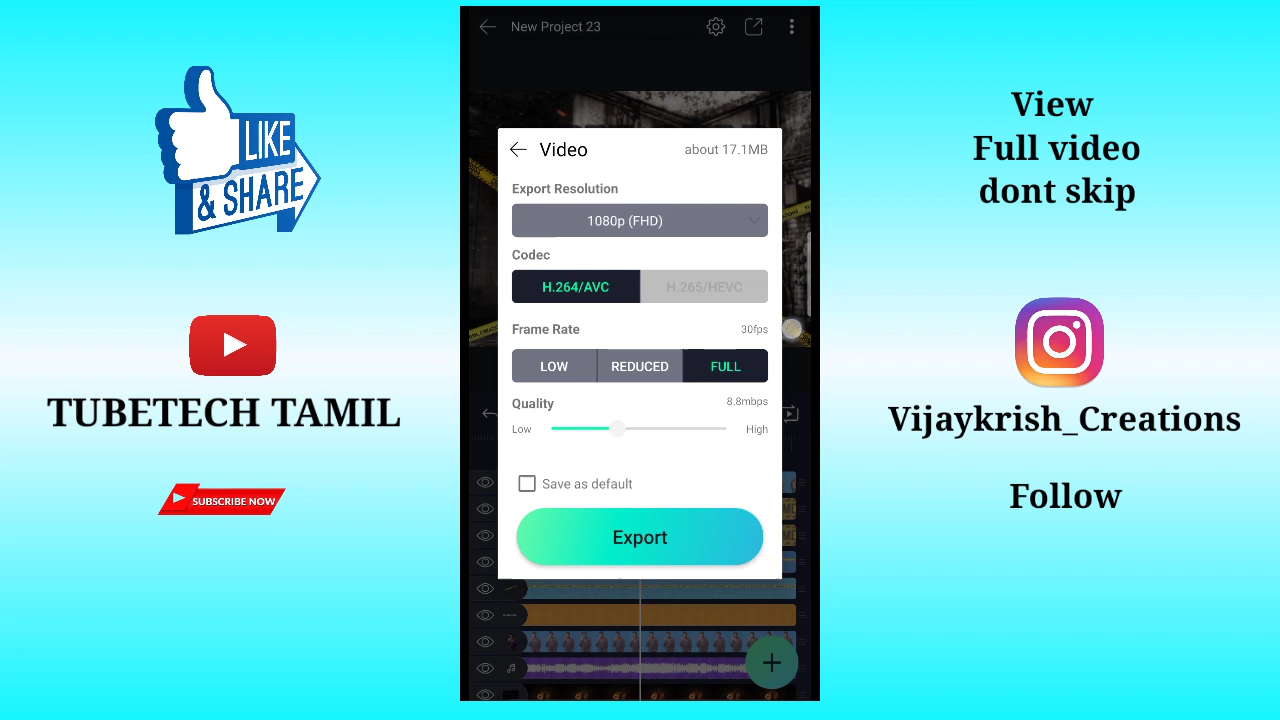 LIKE
& SHARE
TUBETECH TAMIL
SUBSCRIBE NOW
New Project 23
Video
about 17.1MB
Export Resolution
1080p (FHD)
Codec
H.264/AVC
H.265/HEVC
Frame Rate
30fps
LOW
REDUCED
FULL
Quality
8.8mbps
Low
High
Save as default
Export
View
Full video
dont skip
Vijaykrish_Creations
Follow